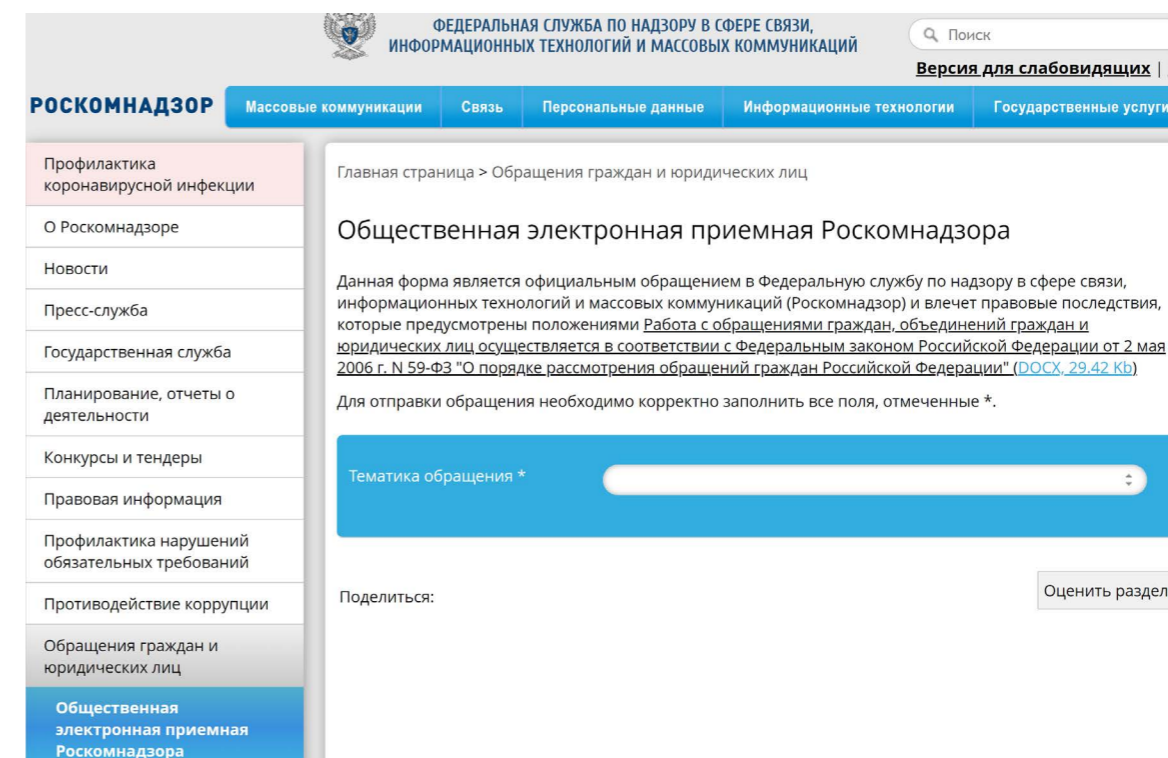 ФЕДЕРАЛЬНАЯ СЛУЖБА ПО НАДЗОРУ В СФЕРЕ СВЯЗИ,
ИНФОРМАЦИОННЫХ ТЕХНОЛОГИЙ И МАССОВЫХ КОММУНИКАЦИЙ
Поиск
Версия для слабовидящих |
РОСКОМНАДЗОР
Массовые коммуникации
Связь
Персональные данные
Информационные технологии
Государственные услуги
Профилактика
коронавирусной инфекции
О Роскомнадзоре
Новости
Пресс-служба
Государственная служба
Планирование, отчеты о
деятельности
Конкурсы и тендеры
Правовая информация
Профилактика нарушений
обязательных требований
Противодействие коррупции
Обращения граждан и
юридических лиц
Общественная
электронная приемная
Роскомнадзора
Главная страница > Обращения граждан и юридических лиц
Общественная электронная приемная Роскомнадзора
Данная форма является официальным обращением в Федеральную службу по надзору в сфере связи,
информационных технологий и массовых коммуникаций (Роскомнадзор) и влечет правовые последствия,
которые предусмотрены положениями Работа с обращениями граждан, объединений граждан и
юридических лиц осуществляется в соответствии с Федеральным законом Российской Федерации от 2 мая
2006 г. N 59-ФЗ "О порядке рассмотрения обращений граждан Российской Федерации" (DOCX, 29.42 Kb)
Для отправки обращения необходимо корректно заполнить все поля, отмеченные *.
Тематика обращения *
Поделиться:
Оценить раздел